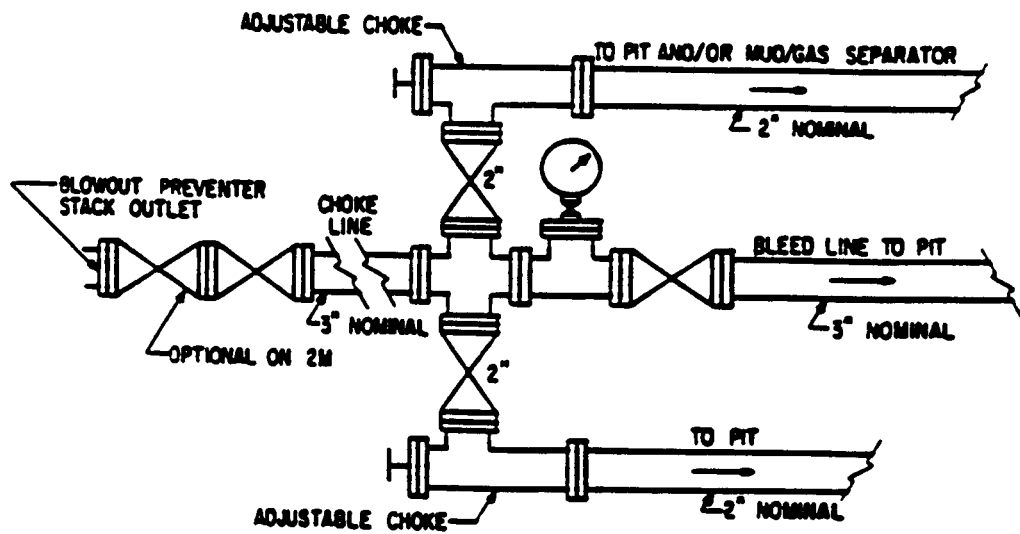 ADJUSTABLE CHOKE
TO PIT AND/OR MUD/GAS SEPARATOR
2" NOMINAL
2"
BLOWOUT PREVENTER
STACK OUTLET
CHOKE
LINE
BLEED LINE TO PIT
3" NOMINAL
3" NOMINAL
OPTIONAL ON 2M
2"
TO PIT
2" NOMINAL
ADJUSTABLE CHOKE